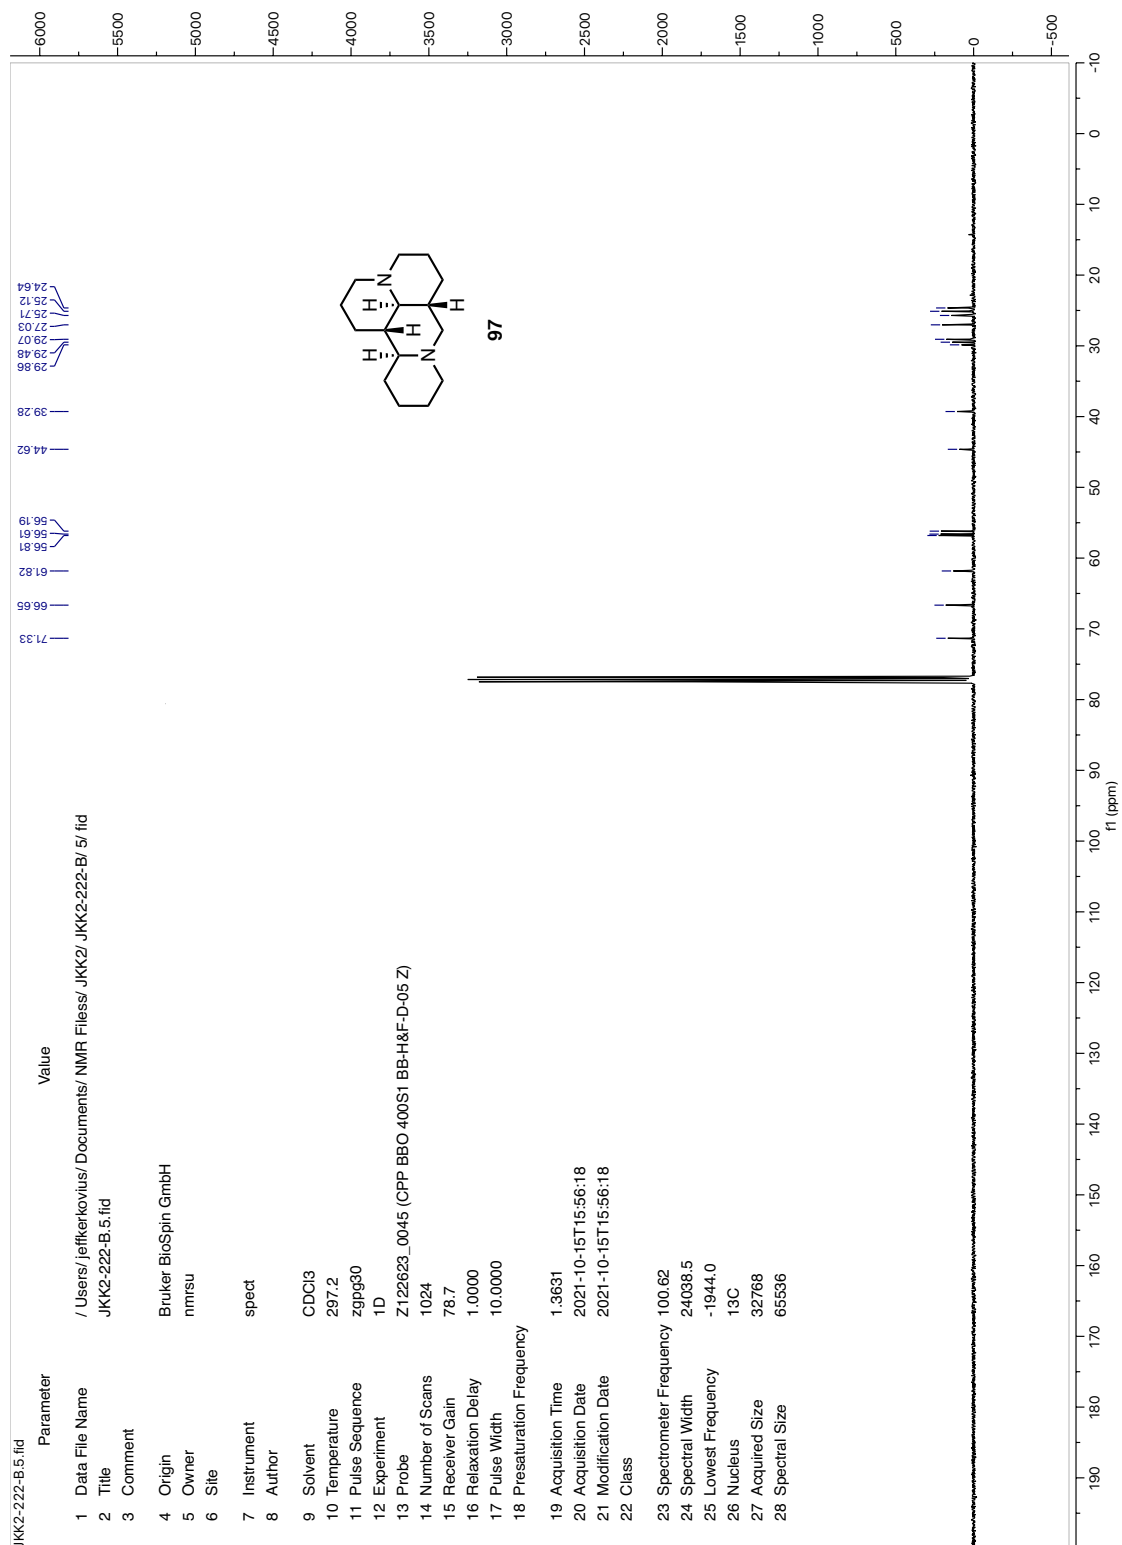 JKK2-222-B.5.fid
Parameter Value
1 Data File Name / Users/ jeffkerkovius/ Documents/ NMR Filess/ JKK2/ JKK2-222-B/ 5/ fid
2 Title JKK2-222-B.5.fid
3 Comment
4 Origin Bruker BioSpin GmbH
5 Owner nmrsu
6 Site
7 Instrument spect
8 Author
9 Solvent CDCl3
10 Temperature 297.2
11 Pulse Sequence zgpg30
12 Experiment 1D
13 Probe Z122623_0045 (CPP BBO 400S1 BB-H&F-D-05 Z)
14 Number of Scans 1024
15 Receiver Gain 78.7
16 Relaxation Delay 1.0000
17 Pulse Width 10.0000
18 Presaturation Frequency
19 Acquisition Time 1.3631
20 Acquisition Date 2021-10-15T15:56:18
21 Modification Date 2021-10-15T15:56:18
22 Class
23 Spectrometer Frequency 100.62
24 Spectral Width 24038.5
25 Lowest Frequency -1944.0
26 Nucleus 13C
27 Acquired Size 32768
28 Spectral Size 65536
71.33
66.65
61.82
56.81
56.61
56.19
44.62
39.28
29.86
29.48
29.07
27.03
25.71
25.12
24.64
H
H
N
H
N
H
97
6000
5500
5000
4500
4000
3500
3000
2500
2000
1500
1000
500
0
-500
190 180 170 160 150 140 130 120 110 100 90 80 70 60 50 40 30 20 10 0 -10
f1 (ppm)